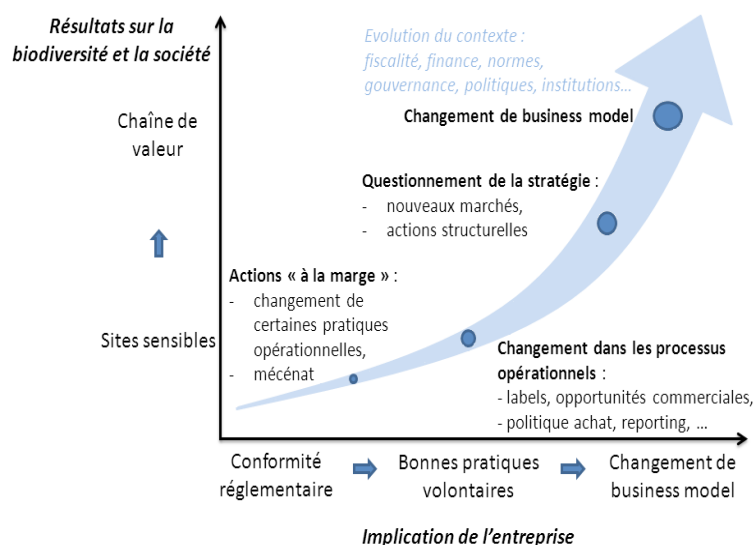 Résultats sur la
biodiversité et la société
Evolution du contexte :
fiscalité, finance, normes,
gouvernance, politiques, institutions...
Changement de business model
Chaîne de
valeur
Questionnement de la stratégie :
- nouveaux marchés,
- actions structurelles
Actions « à la marge » :
- changement de
certaines pratiques
opérationnelles,
- mécénat
Sites sensibles
Changement dans les processus
opérationnels :
- labels, opportunités commerciales,
- politique achat, reporting, ...
Conformité
réglementaire
Bonnes pratiques
volontaires
Changement de
business model
Implication de l'entreprise